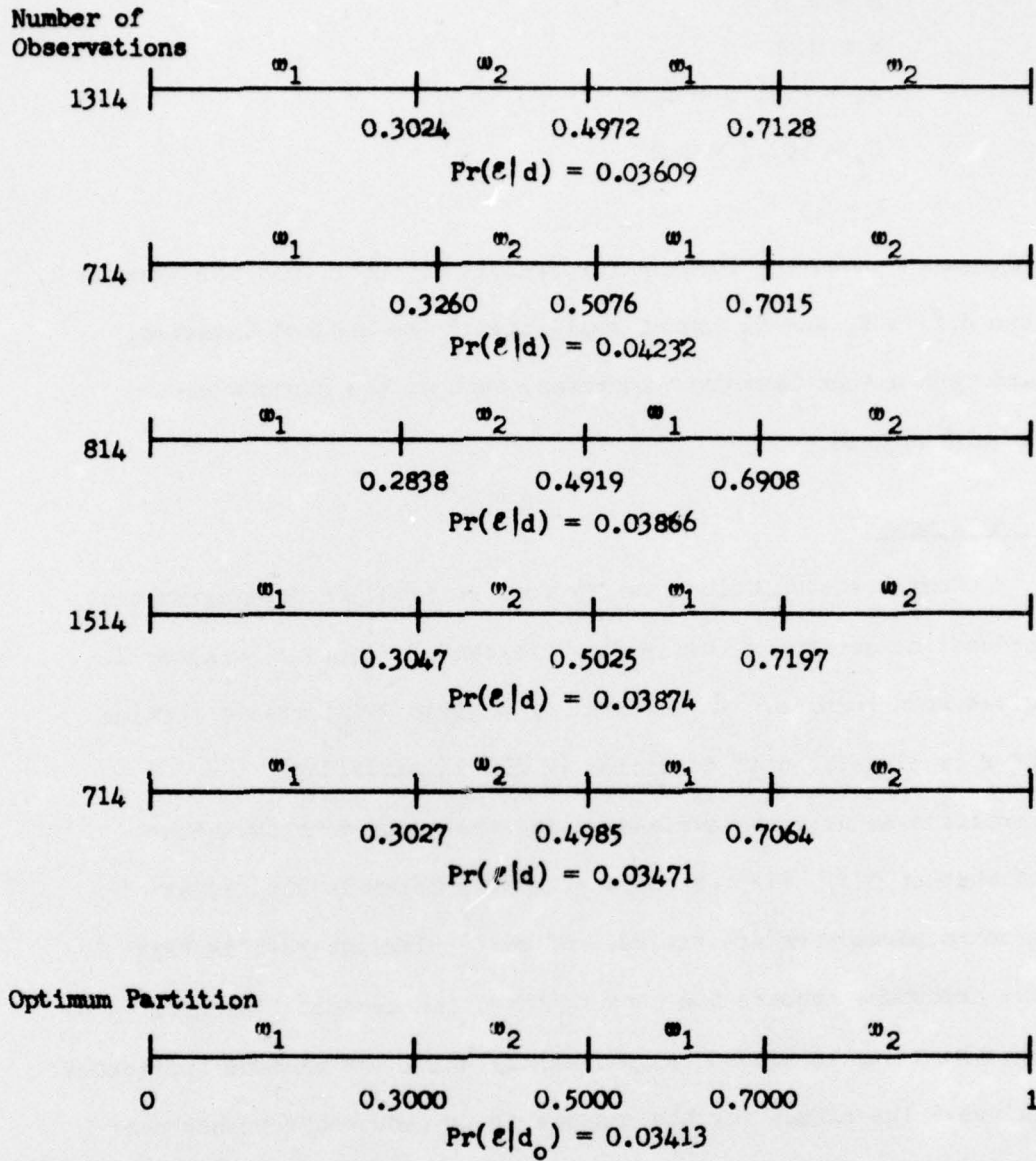 Number of
Observations
ω1 ω2 ω1 ω2
1314
0.3024 0.4972 0.7128
Pr(e|d) = 0.03609
ω1 ω2 ω1 ω2
714
0.3260 0.5076 0.7015
Pr(e|d) = 0.04232
ω1 ω2 ω1 ω2
814
0.2838 0.4919 0.6908
Pr(e|d) = 0.03866
ω1 ω2 ω1 ω2
1514
0.3047 0.5025 0.7197
Pr(e|d) = 0.03874
ω1 ω2 ω1 ω2
714
0.3027 0.4985 0.7064
Pr(e|d) = 0.03471
Optimum Partition
ω1 ω2 ω1 ω2
0 0.3000 0.5000 0.7000 1
Pr(e|do) = 0.03413